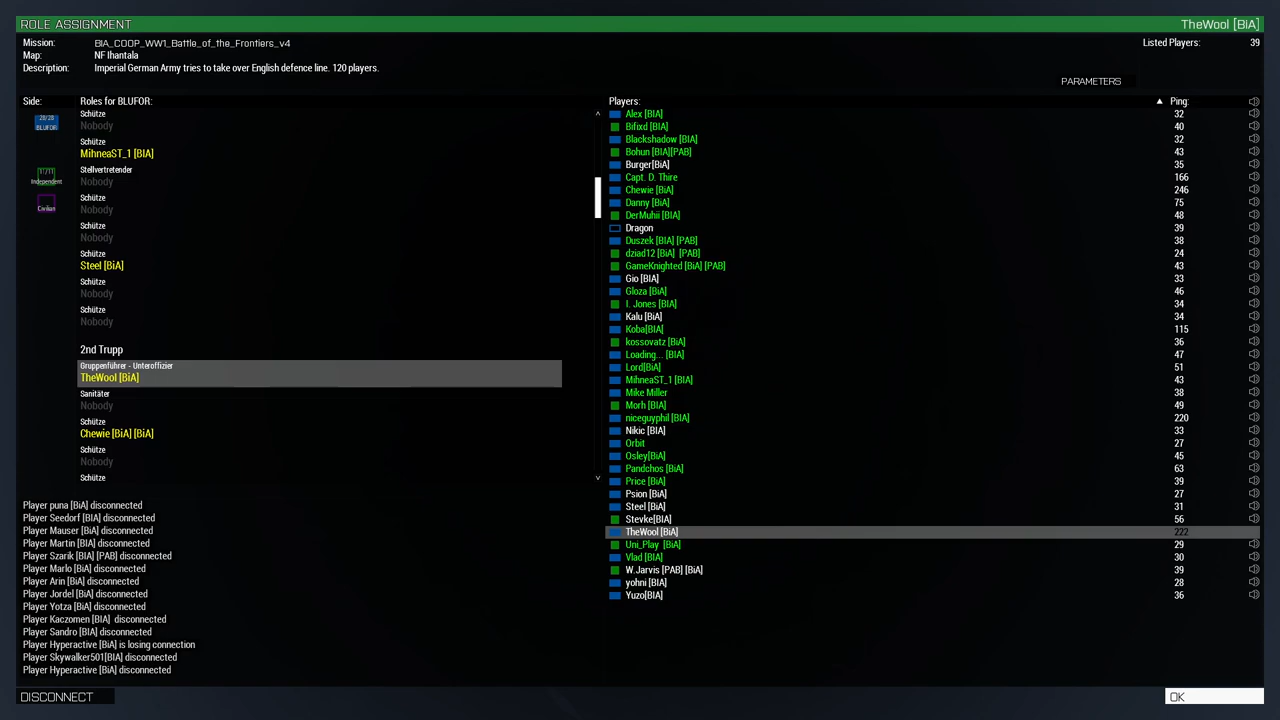 ROLE ASSIGNMENT
TheWool [BiA]
Mission: BIA_COOP_WW1_Battle_of_the_Frontiers_v4
Listed Players: 39
Map: NF Ihantala
Description: Imperial German Army tries to take over English defence line. 120 players.
PARAMETERS
Side:
Roles for BLUFOR:
28/28
BLUFOR
11/11
Independent
Civilian
Schütze
Nobody
Schütze
MihneaST_1 [BIA]
Stellvertretender
Nobody
Schütze
Nobody
Schütze
Nobody
Schütze
Steel [BiA]
Schütze
Nobody
Schütze
Nobody
2nd Trupp
Gruppenführer - Unteroffizier
TheWool [BiA]
Sanitäter
Nobody
Schütze
Chewie [BiA] [BIA]
Schütze
Nobody
Schütze
Players:
Ping:
Alex [BIA] 32
Bifixd [BIA] 40
Blackshadow [BIA] 32
Bohun [BIA][PAB] 43
Burger[BiA] 35
Capt. D. Thire 166
Chewie [BiA] 246
Danny [BiA] 75
DerMuhii [BIA] 48
Dragon 39
Duszek [BIA] [PAB] 38
dziad12 [BiA] [PAB] 24
GameKnighted [BiA] [PAB] 43
Gio [BIA] 33
Gloza [BiA] 46
I. Jones [BIA] 34
Kalu [BiA] 34
Koba[BIA] 115
kossovatz [BiA] 36
Loading... [BIA] 47
Lord[BiA] 51
MihneaST_1 [BIA] 43
Mike Miller 38
Morh [BIA] 49
niceguyphil [BIA] 220
Nikic [BIA] 33
Orbit 27
Osley[BiA] 45
Pandchos [BiA] 63
Price [BiA] 39
Psion [BiA] 27
Steel [BiA] 31
Stevke[BIA] 56
TheWool [BiA] 222
Uni_Play [BiA] 29
Vlad [BIA] 30
W.Jarvis [PAB] [BiA] 39
yohni [BIA] 28
Yuzo[BIA] 36
Player puna [BiA] disconnected
Player Seedorf [BIA] disconnected
Player Mauser [BiA] disconnected
Player Martin [BIA] disconnected
Player Szarik [BIA] [PAB] disconnected
Player Marlo [BIA] disconnected
Player Arin [BIA] disconnected
Player Jordel [BiA] disconnected
Player Yotza [BiA] disconnected
Player Kaczomen [BIA] disconnected
Player Sandro [BIA] disconnected
Player Hyperactive [BiA] is losing connection
Player Skywalker501[BIA] disconnected
Player Hyperactive [BiA] disconnected
DISCONNECT
OK